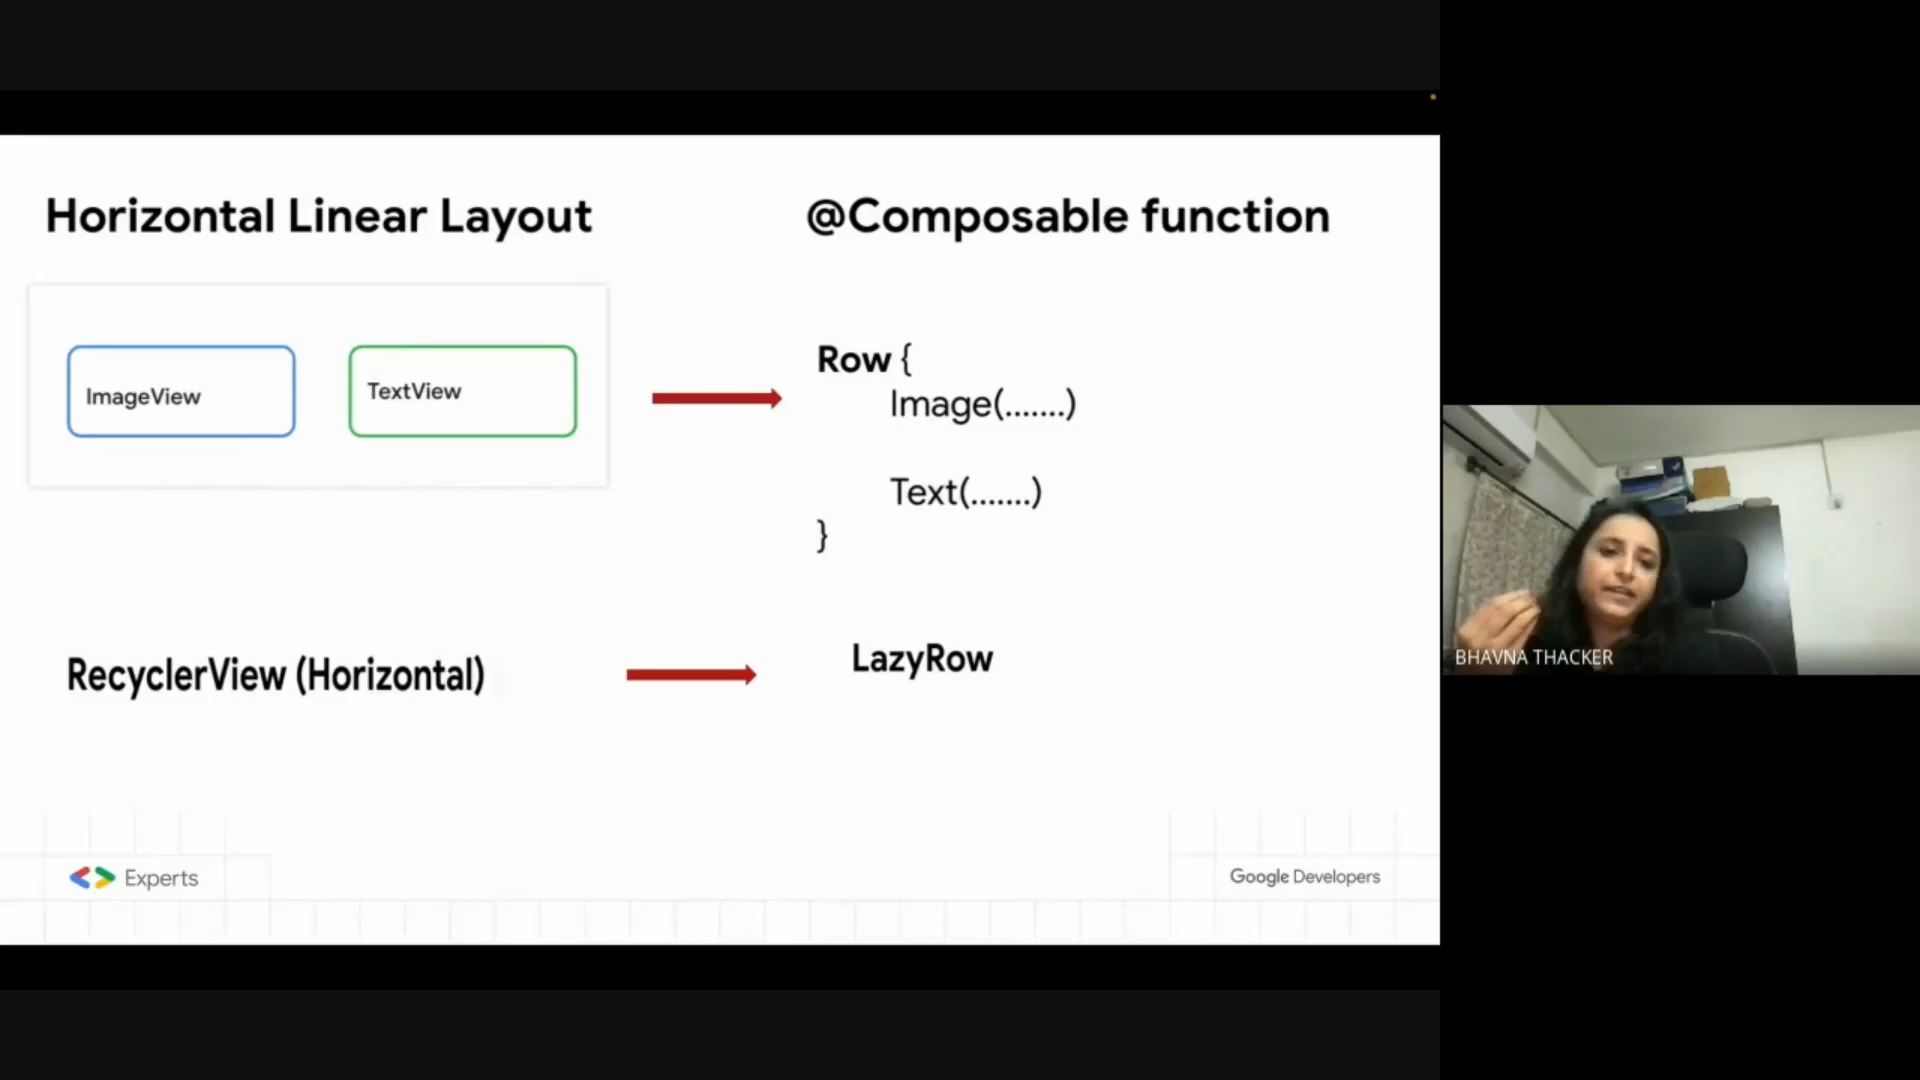 Horizontal Linear Layout
@Composable function
ImageView
TextView
Row {
Image(.......)
Text(.......)
}
RecyclerView (Horizontal)
LazyRow
BHAVNA THACKER
Experts
Google Developers